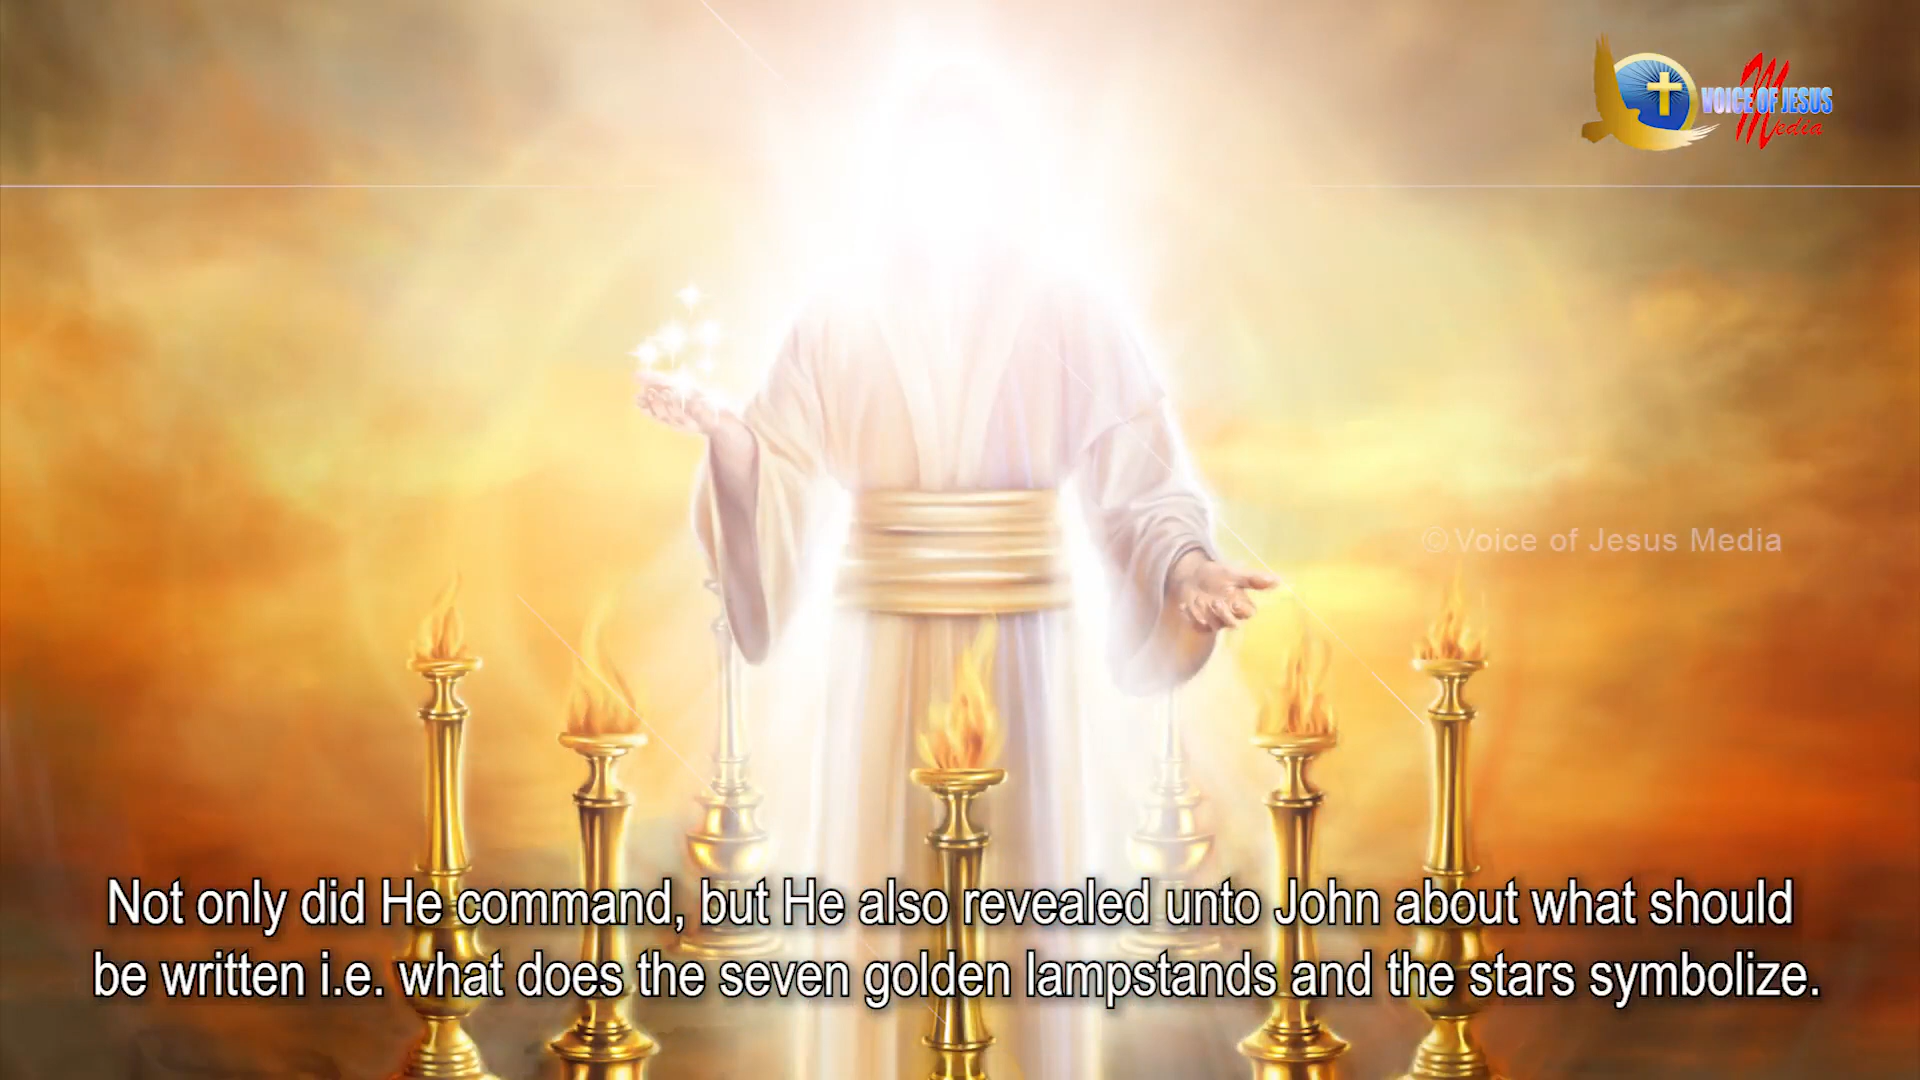 VOICE OF JESUS
Media
© Voice of Jesus Media
Not only did He command, but He also revealed unto John about what should
be written i.e. what does the seven golden lampstands and the stars symbolize.